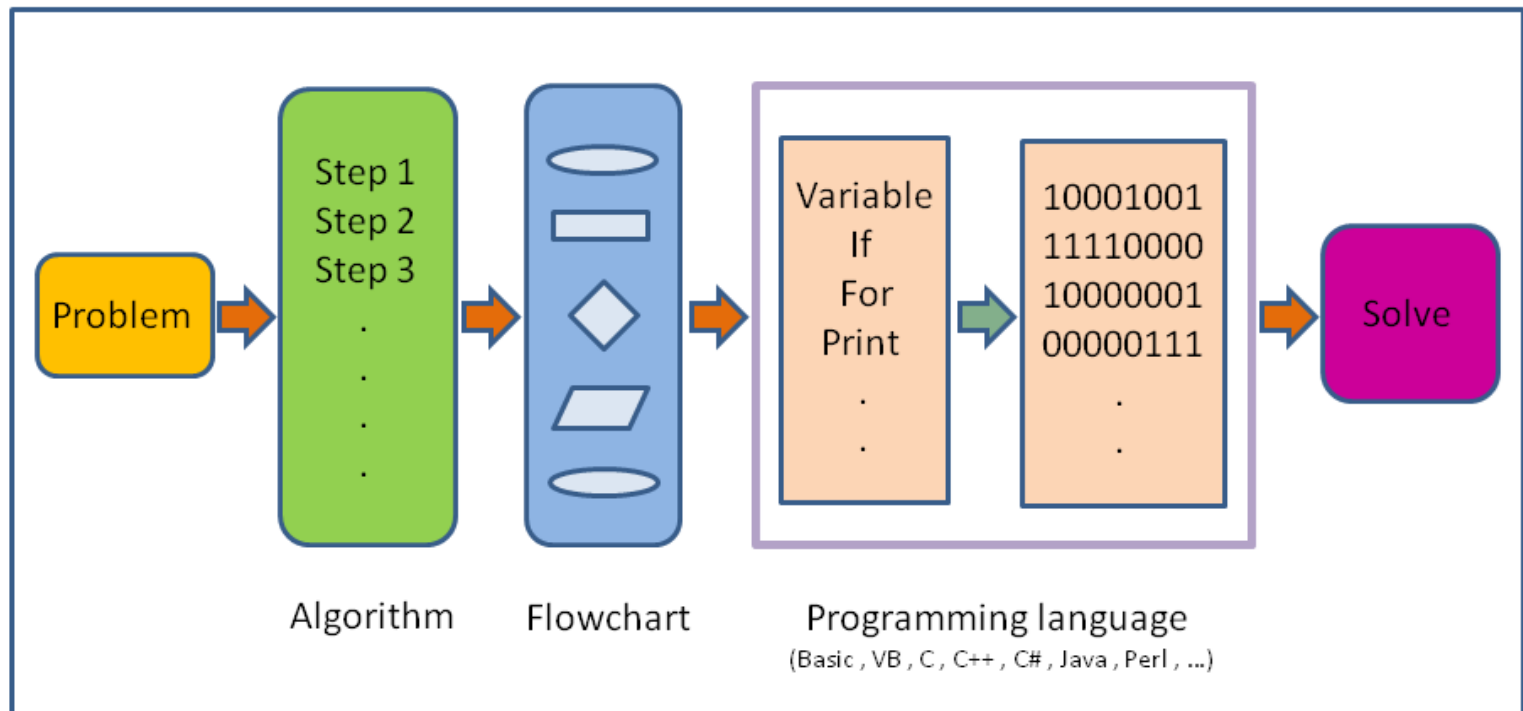 Problem
Step 1
Step 2
Step 3
.
.
.
.
Variable
If
For
Print
.
.
10001001
11110000
10000001
00000111
.
.
Solve
Algorithm
Flowchart
Programming language
(Basic , VB , C , C++ , C# , Java , Perl , ...)